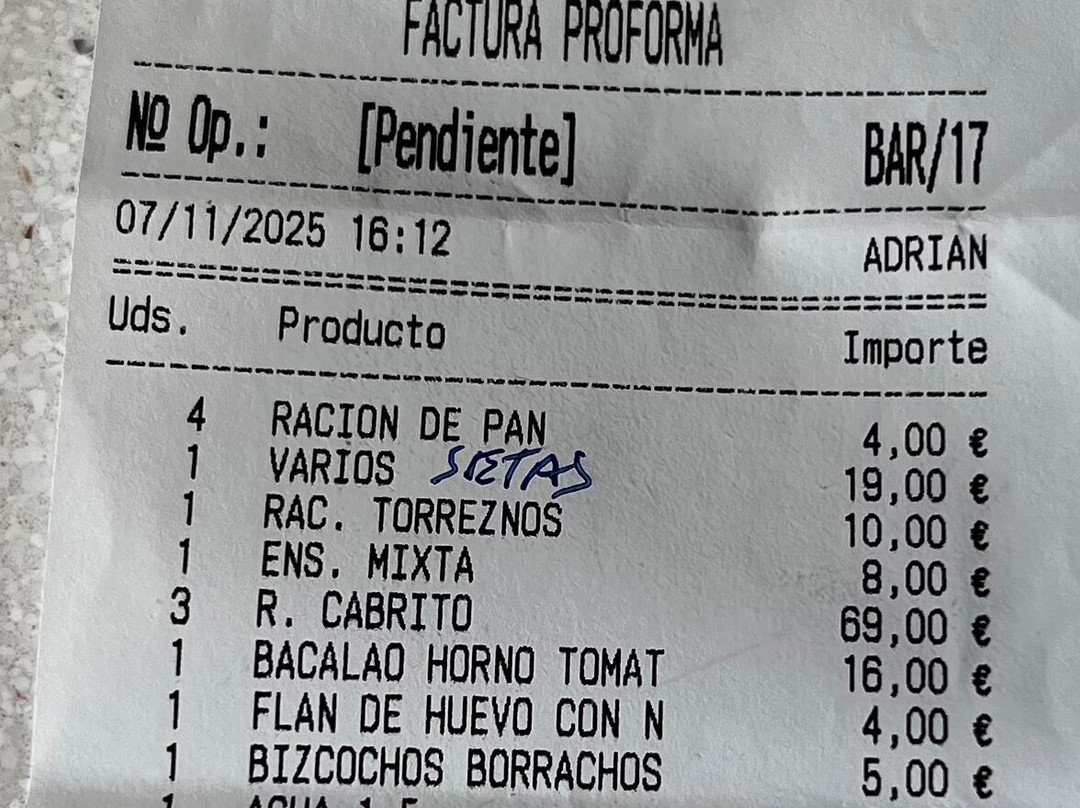 FACTURA PROFORMA
Nº Op.: [Pendiente] BAR/17
07/11/2025 16:12 ADRIAN
Uds. Producto Importe
4 RACION DE PAN 4,00 €
1 VARIOS SETAS 19,00 €
1 RAC. TORREZNOS 10,00 €
1 ENS. MIXTA 8,00 €
3 R. CABRITO 69,00 €
1 BACALAO HORNO TOMAT 16,00 €
1 FLAN DE HUEVO CON N 4,00 €
1 BIZCOCHOS BORRACHOS 5,00 €
1 AGUA